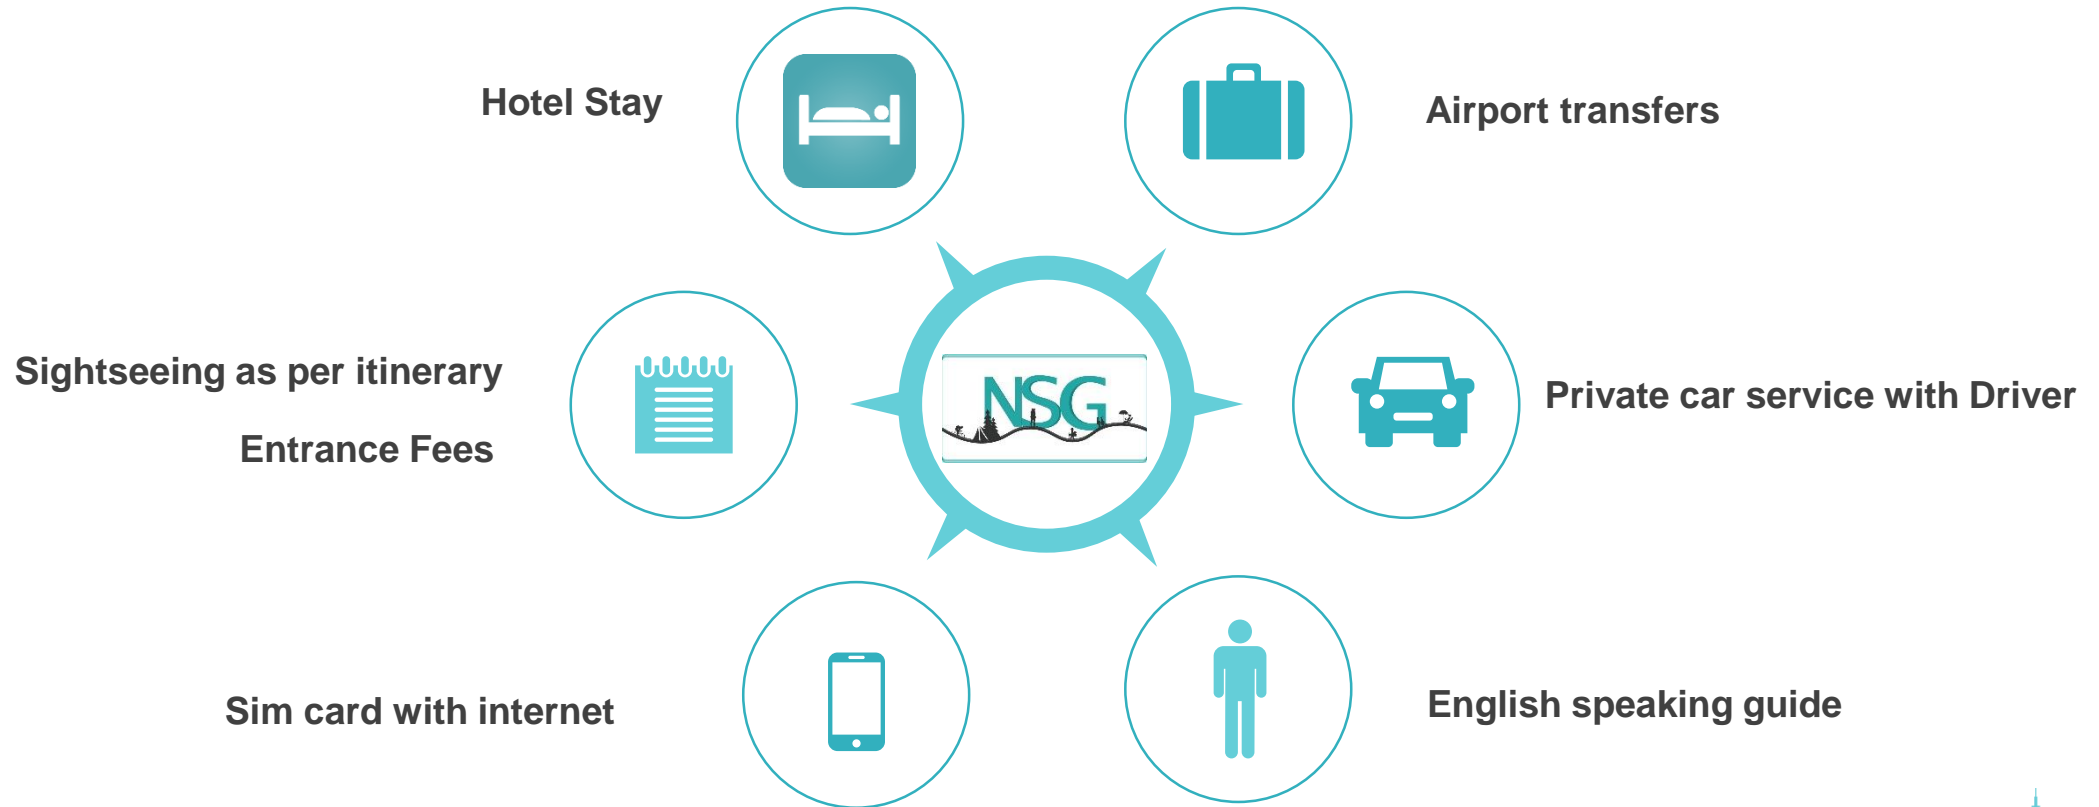 Hotel Stay
Airport transfers
Sightseeing as per itinerary
Entrance Fees
NSG
Private car service with Driver
Sim card with internet
English speaking guide